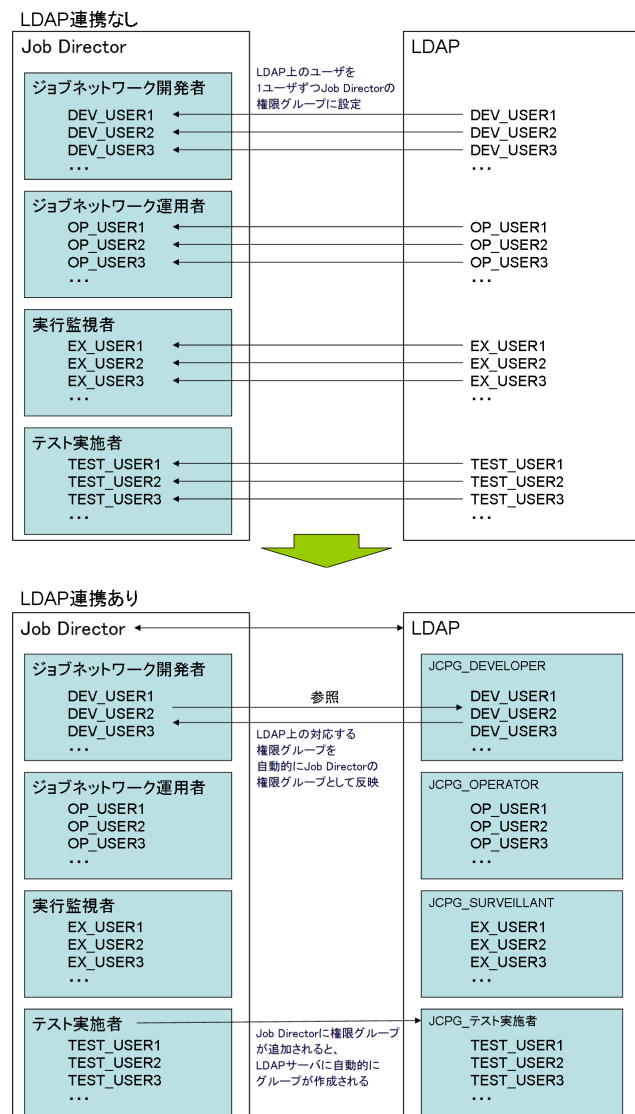 LDAP連携なし
Job Director
ジョブネットワーク開発者
DEV_USER1
DEV_USER2
DEV_USER3
・・・
ジョブネットワーク運用者
OP_USER1
OP_USER2
OP_USER3
・・・
実行監視者
EX_USER1
EX_USER2
EX_USER3
・・・
テスト実施者
TEST_USER1
TEST_USER2
TEST_USER3
・・・
LDAP上のユーザを
1ユーザずつJob Directorの
権限グループに設定
LDAP
DEV_USER1
DEV_USER2
DEV_USER3
・・・
OP_USER1
OP_USER2
OP_USER3
・・・
EX_USER1
EX_USER2
EX_USER3
・・・
TEST_USER1
TEST_USER2
TEST_USER3
・・・
LDAP連携あり
Job Director
ジョブネットワーク開発者
DEV_USER1
DEV_USER2
DEV_USER3
・・・
ジョブネットワーク運用者
OP_USER1
OP_USER2
OP_USER3
・・・
実行監視者
EX_USER1
EX_USER2
EX_USER3
・・・
テスト実施者
TEST_USER1
TEST_USER2
TEST_USER3
・・・
参照
LDAP上の対応する
権限グループを
自動的にJob Directorの
権限グループとして反映
Job Directorに権限グループ
が追加されると、
LDAPサーバに自動的に
グループが作成される
LDAP
JCPG_DEVELOPER
DEV_USER1
DEV_USER2
DEV_USER3
・・・
JCPG_OPERATOR
OP_USER1
OP_USER2
OP_USER3
・・・
JCPG_SURVEILLANT
EX_USER1
EX_USER2
EX_USER3
・・・
JCPG_テスト実施者
TEST_USER1
TEST_USER2
TEST_USER3
・・・